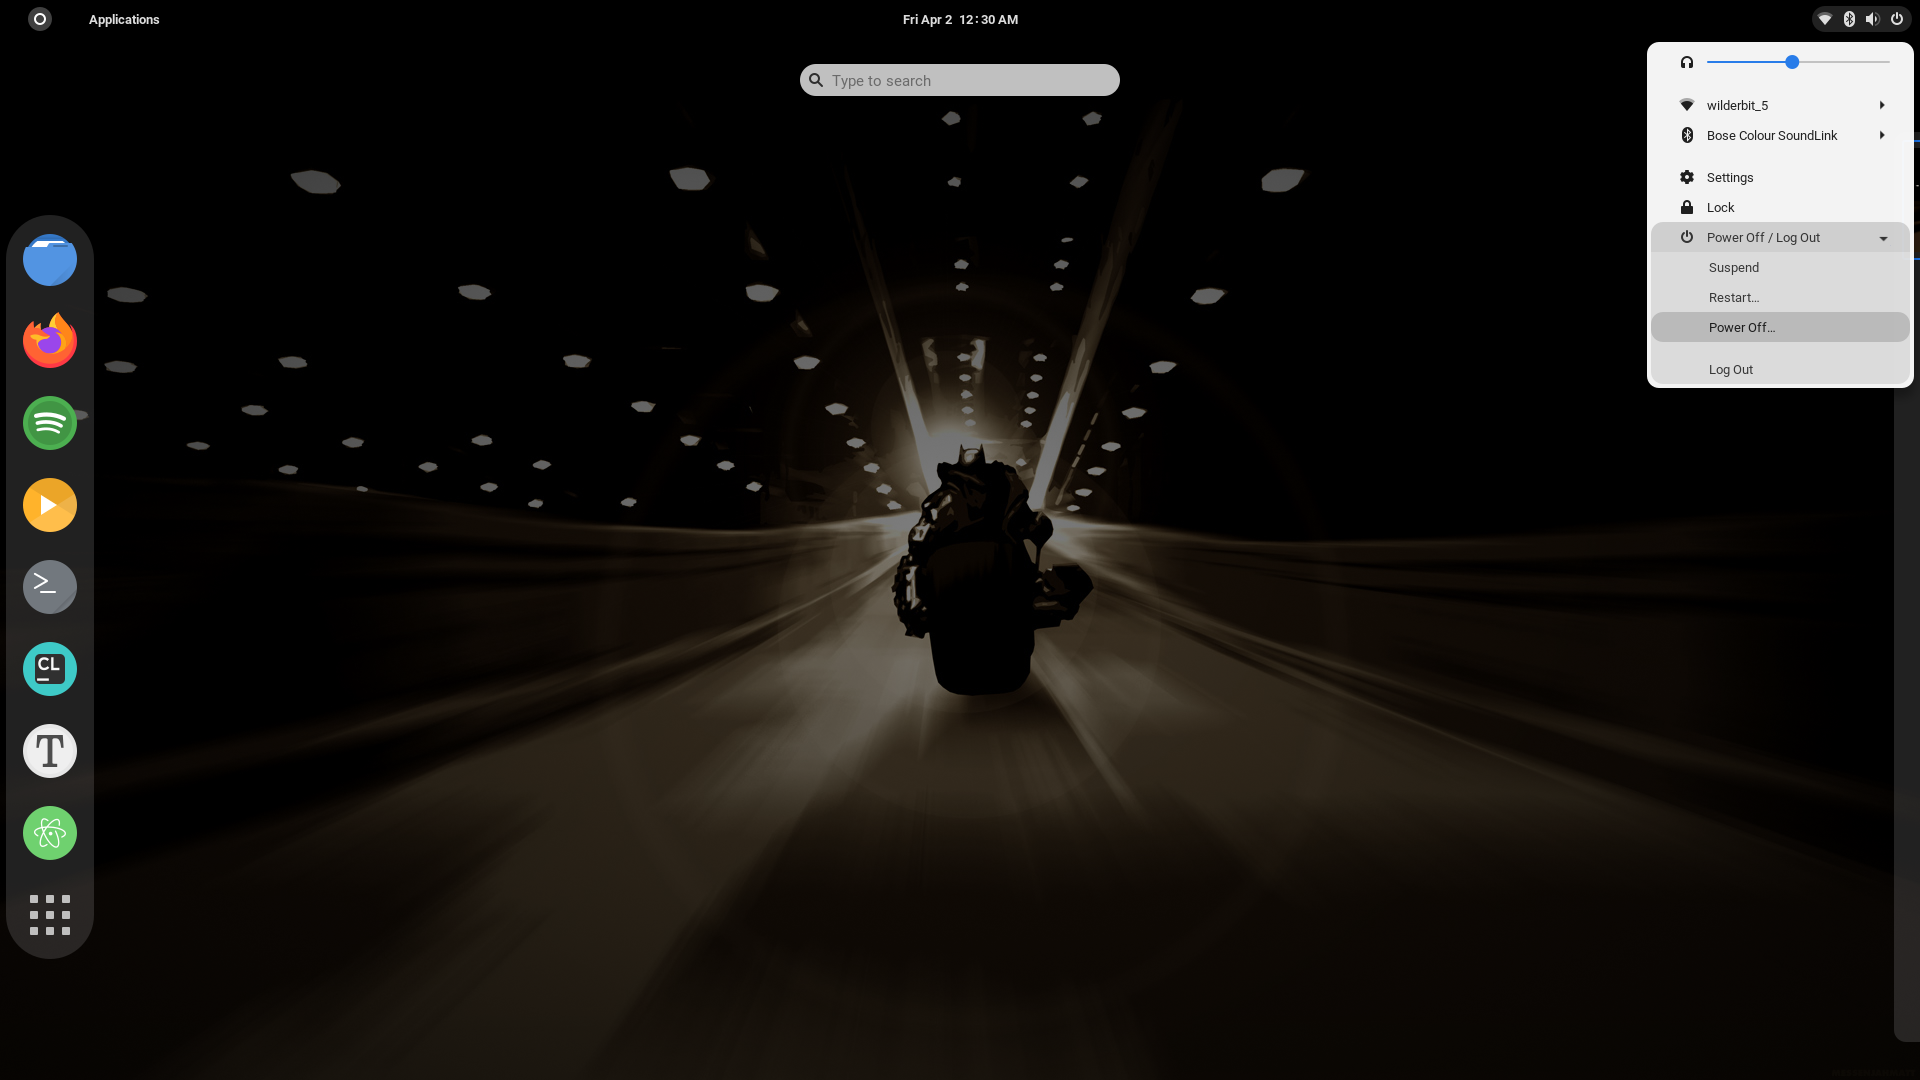 Applications
Fri Apr 2 12:30 AM
Type to search
wilderbit_5
Bose Colour SoundLink
Settings
Lock
Power Off / Log Out
Suspend
Restart...
Power Off...
Log Out
>_
CL
T